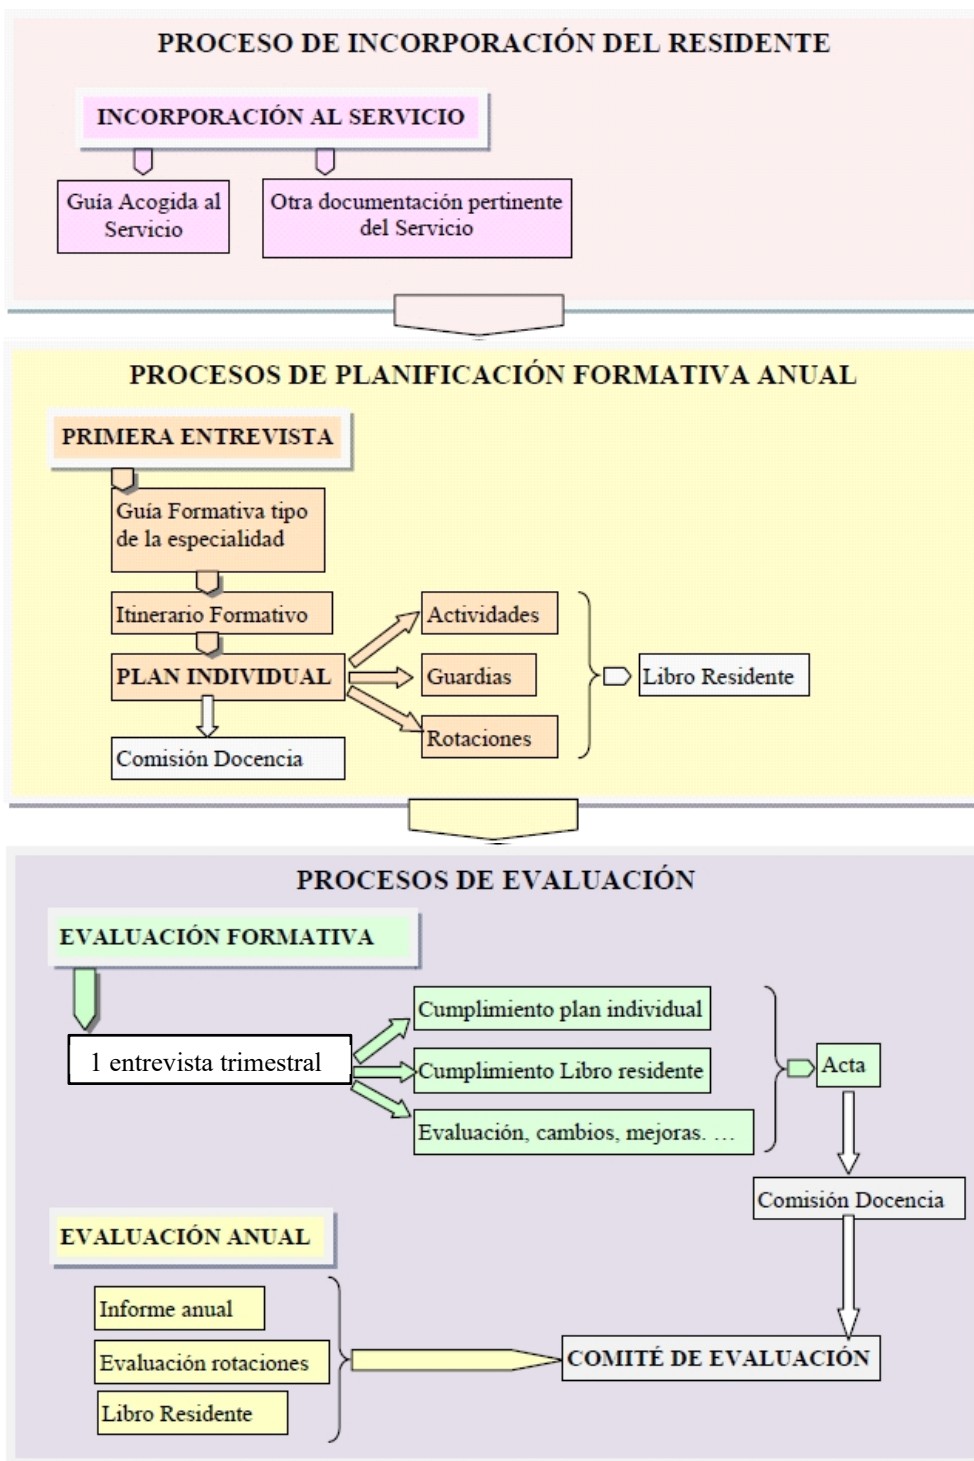 PROCESO DE INCORPORACIÓN DEL RESIDENTE
INCORPORACIÓN AL SERVICIO
Guía Acogida al
Servicio
Otra documentación pertinente
del Servicio
PROCESOS DE PLANIFICACIÓN FORMATIVA ANUAL
PRIMERA ENTREVISTA
Guía Formativa tipo
de la especialidad
Itinerario Formativo
PLAN INDIVIDUAL
Comisión Docencia
Actividades
Guardias
Rotaciones
Libro Residente
PROCESOS DE EVALUACIÓN
EVALUACIÓN FORMATIVA
1 entrevista trimestral
Cumplimiento plan individual
Cumplimiento Libro residente
Evaluación, cambios, mejoras. …
Acta
Comisión Docencia
EVALUACIÓN ANUAL
Informe anual
Evaluación rotaciones
Libro Residente
COMITÉ DE EVALUACIÓN